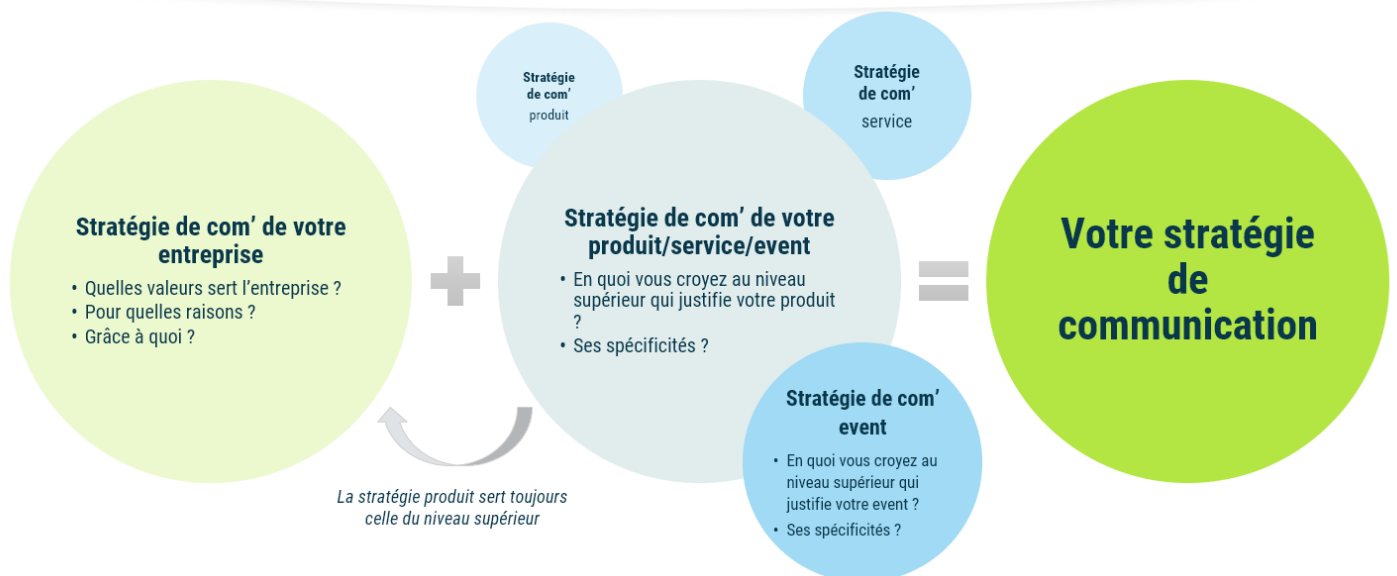 Stratégie
de com’
produit
Stratégie
de com’
service
Stratégie de com’ de votre
entreprise
• Quelles valeurs sert l’entreprise ?
• Pour quelles raisons ?
• Grâce à quoi ?
Stratégie de com’ de votre
produit/service/event
• En quoi vous croyez au niveau
supérieur qui justifie votre produit
?
• Ses spécificités ?
Votre stratégie
de
communication
Stratégie de com’
event
• En quoi vous croyez au
niveau supérieur qui
justifie votre event ?
• Ses spécificités ?
La stratégie produit sert toujours
celle du niveau supérieur